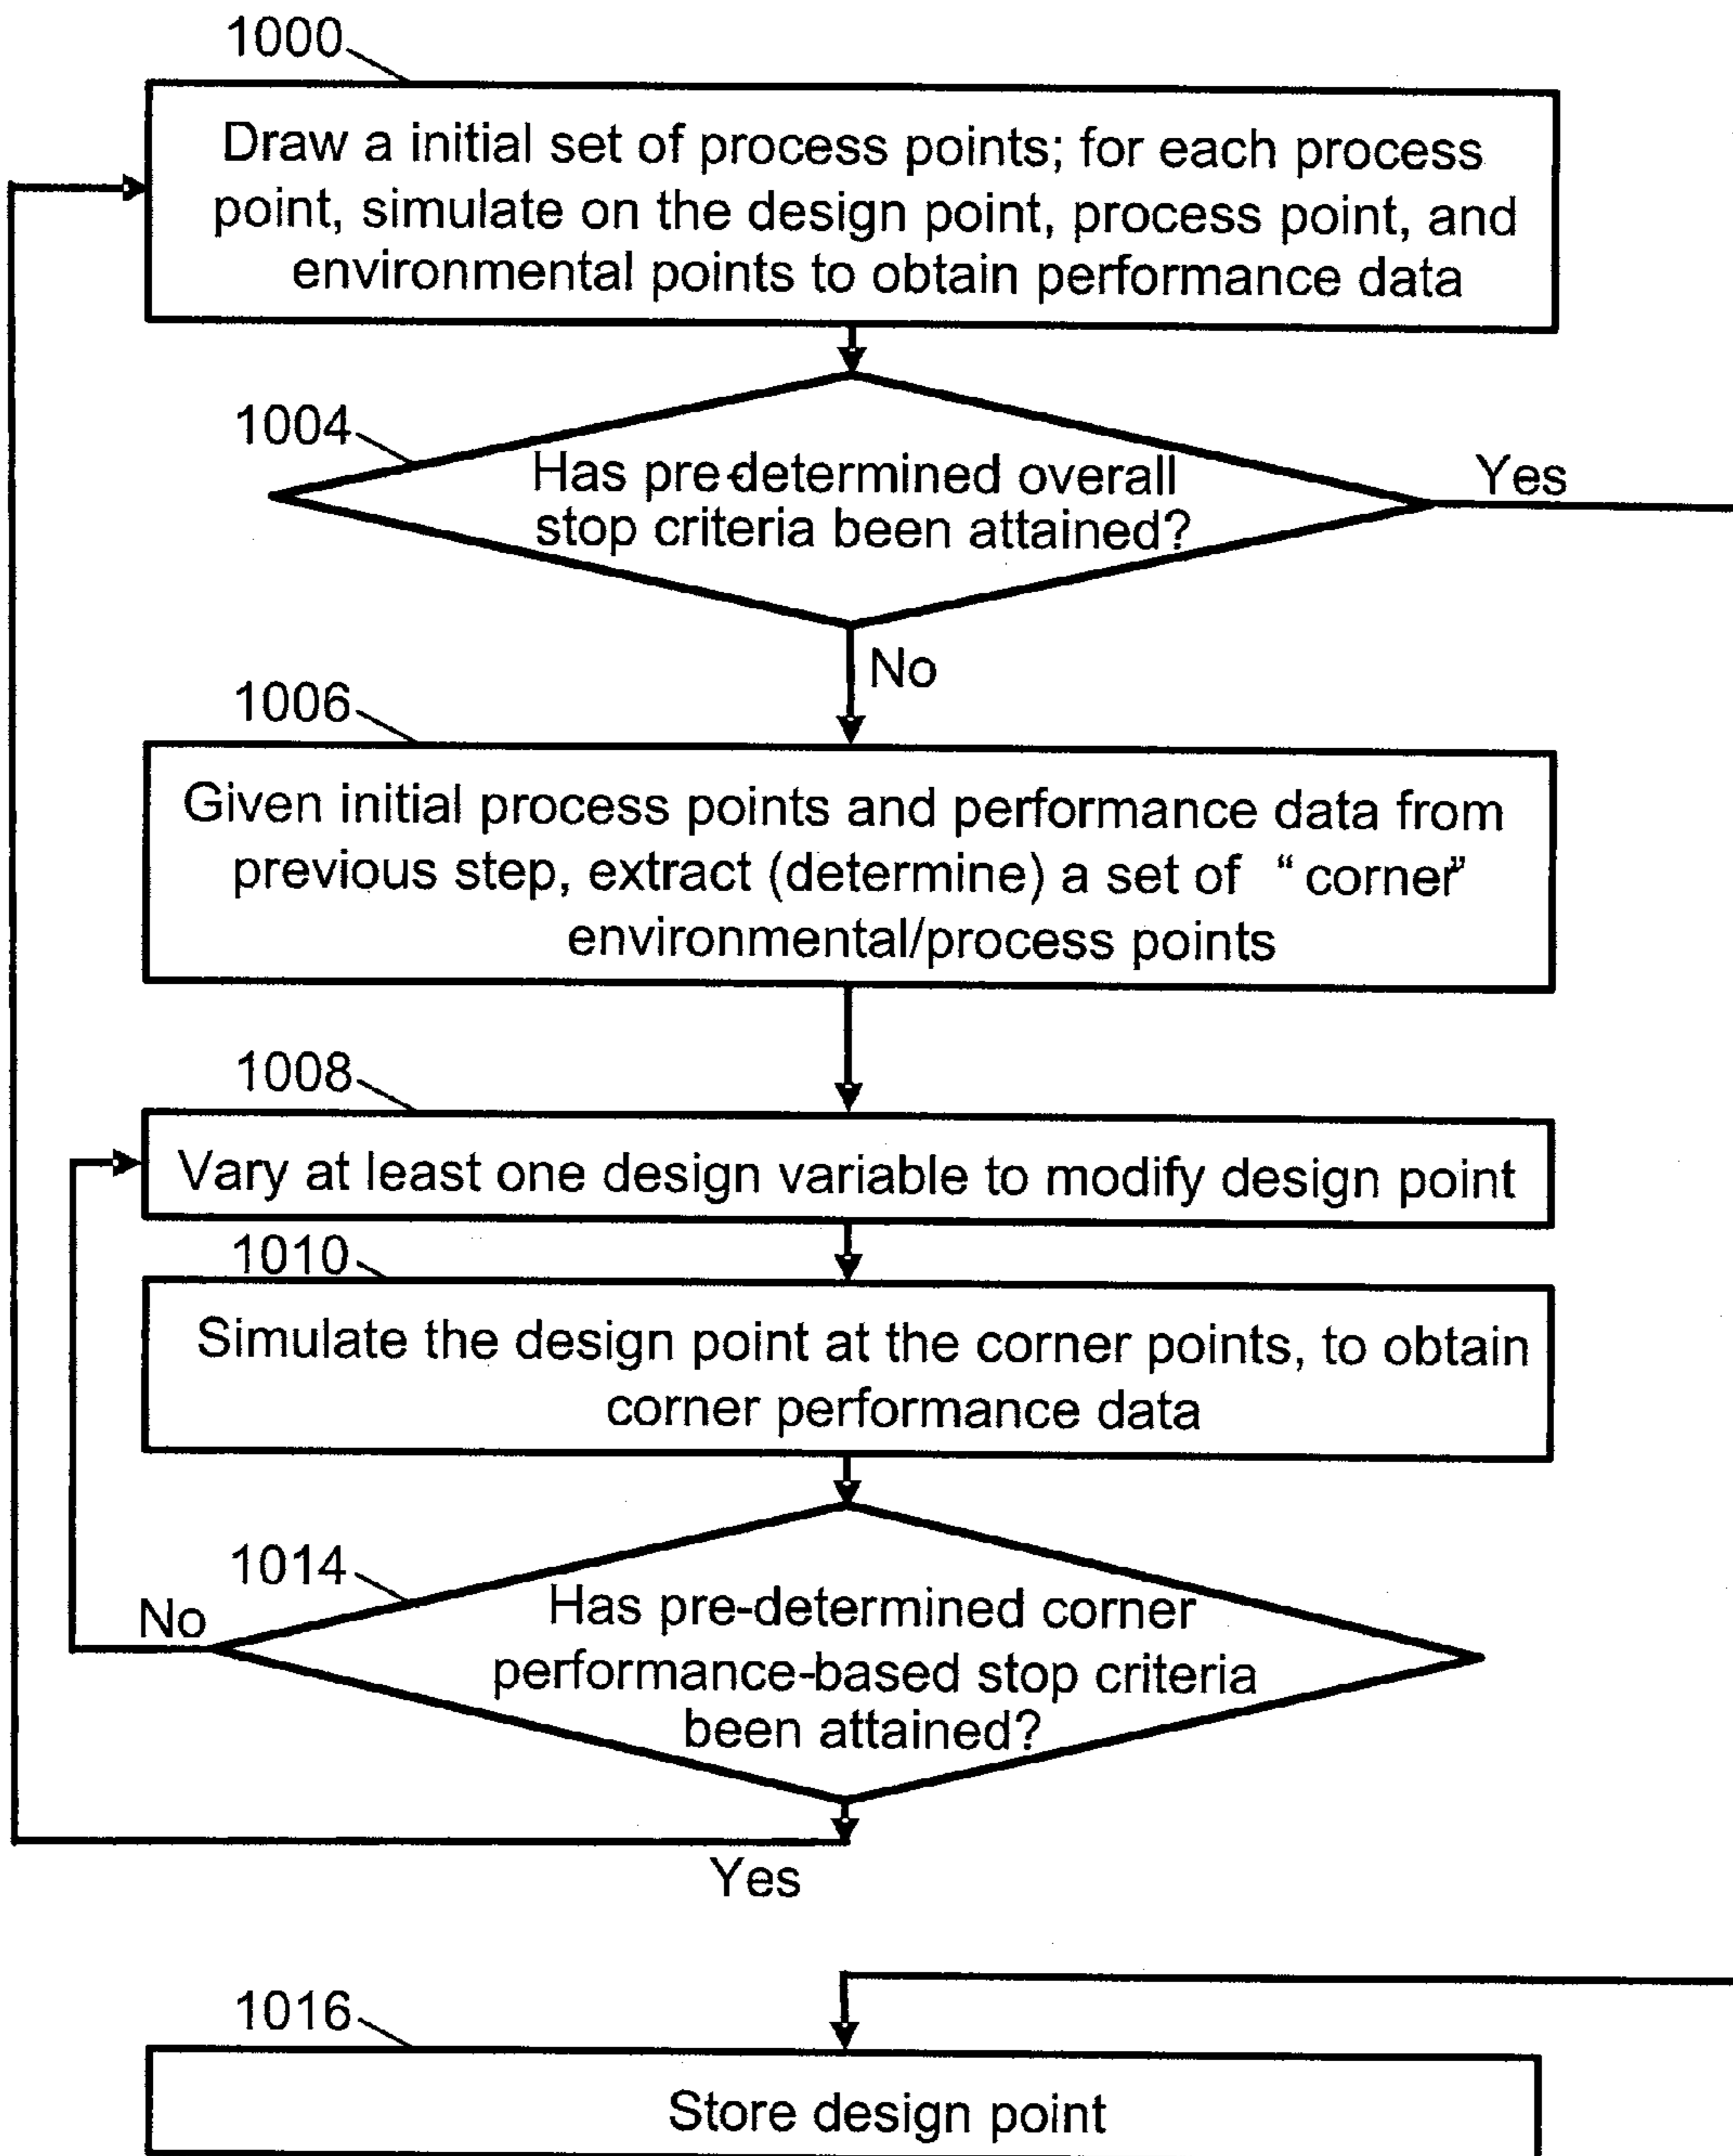 1000
Draw a initial set of process points; for each process
point, simulate on the design point, process point, and
environmental points to obtain performance data
1004
Has pre-determined overall
stop criteria been attained?
Yes
No
1006
Given initial process points and performance data from
previous step, extract (determine) a set of “corner”
environmental/process points
1008
Vary at least one design variable to modify design point
1010
Simulate the design point at the corner points, to obtain
corner performance data
1014
No
Has pre-determined corner
performance-based stop criteria
been attained?
Yes
1016
Store design point